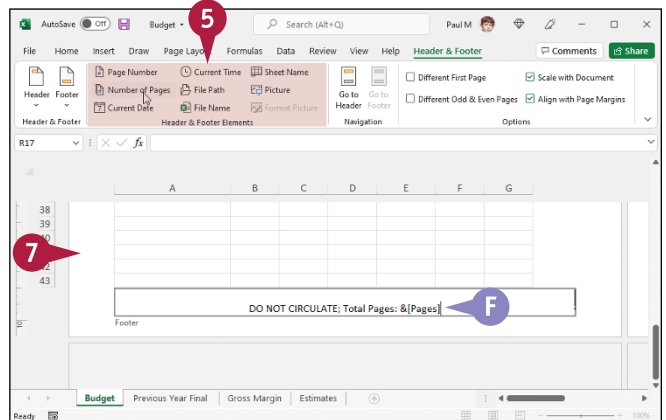 AutoSave Off Budget Search (Alt+Q) Paul M
5
File Home Insert Draw Page Layou Formulas Data Review View Help Header & Footer Comments Share
Page Number Current Time Sheet Name Different First Page Scale with Document
Header Footer Number of Pages File Path Picture Go to Header Go to Footer Different Odd & Even Pages Align with Page Margins
Current Date File Name Format Picture
Header & Footer Header & Footer Elements Navigation Options
R17 fx
A B C D E F G
38
39
40
7
42
43
DO NOT CIRCULATE; Total Pages: &[Pages] F
Footer
Budget Previous Year Final Gross Margin Estimates
Ready 100%